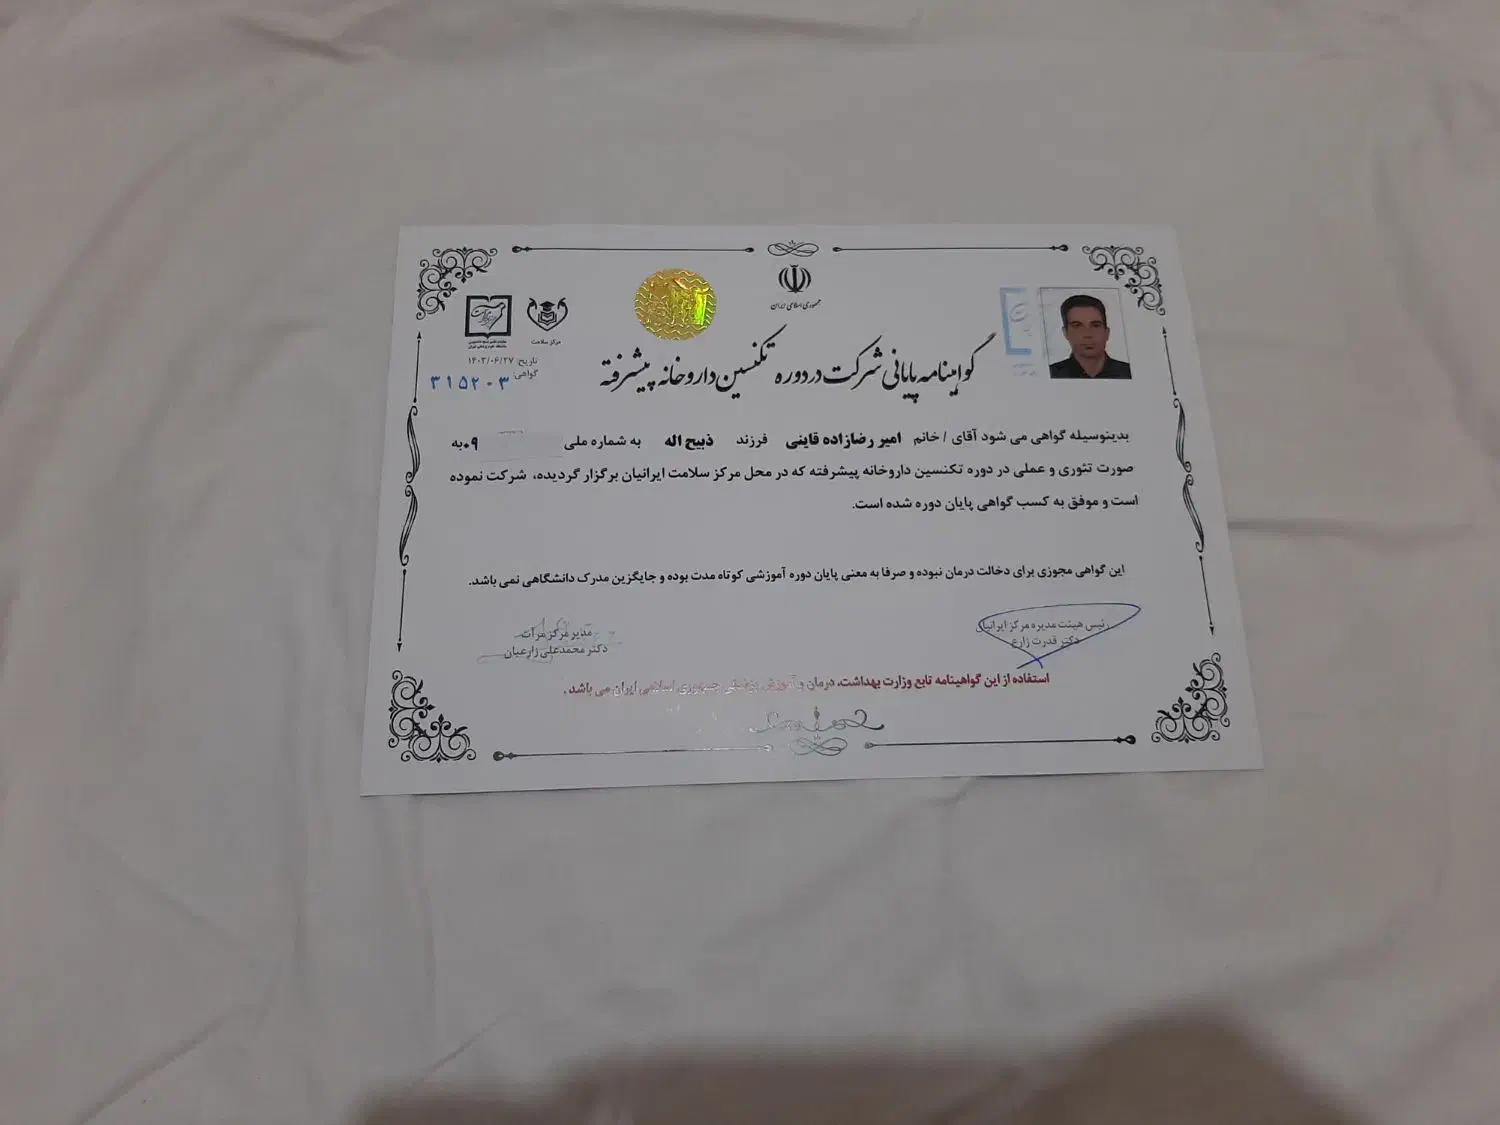 جمهوری اسلامی ایران
مرکز سلامت
تاریخ: ۱۴۰۳/۰۶/۲۷
گواهی: ۳۱۵۲۰۳
گواهینامه پایانی شرکت در دوره تکنسین داروخانه پیشرفته
بدینوسیله گواهی می شود آقای / خانم امیر رضازاده قاینی فرزند ذبیح اله به شماره ملی ۰۹ به
صورت تئوری و عملی در دوره تکنسین داروخانه پیشرفته که در محل مرکز سلامت ایرانیان برگزار گردیده، شرکت نموده
است و موفق به کسب گواهی پایان دوره شده است.
این گواهی مجوزی برای دخالت درمان نبوده و صرفا به معنی پایان دوره آموزشی کوتاه مدت بوده و جایگزین مدرک دانشگاهی نمی باشد.
رئیس هیئت مدیره مرکز ایرانیان
دکتر قدرت زارع
مدیر مرکز مرآت
دکتر محمدعلی زارعیان
استفاده از این گواهینامه تابع وزارت بهداشت، درمان و آموزش پزشکی جمهوری اسلامی ایران می باشد.